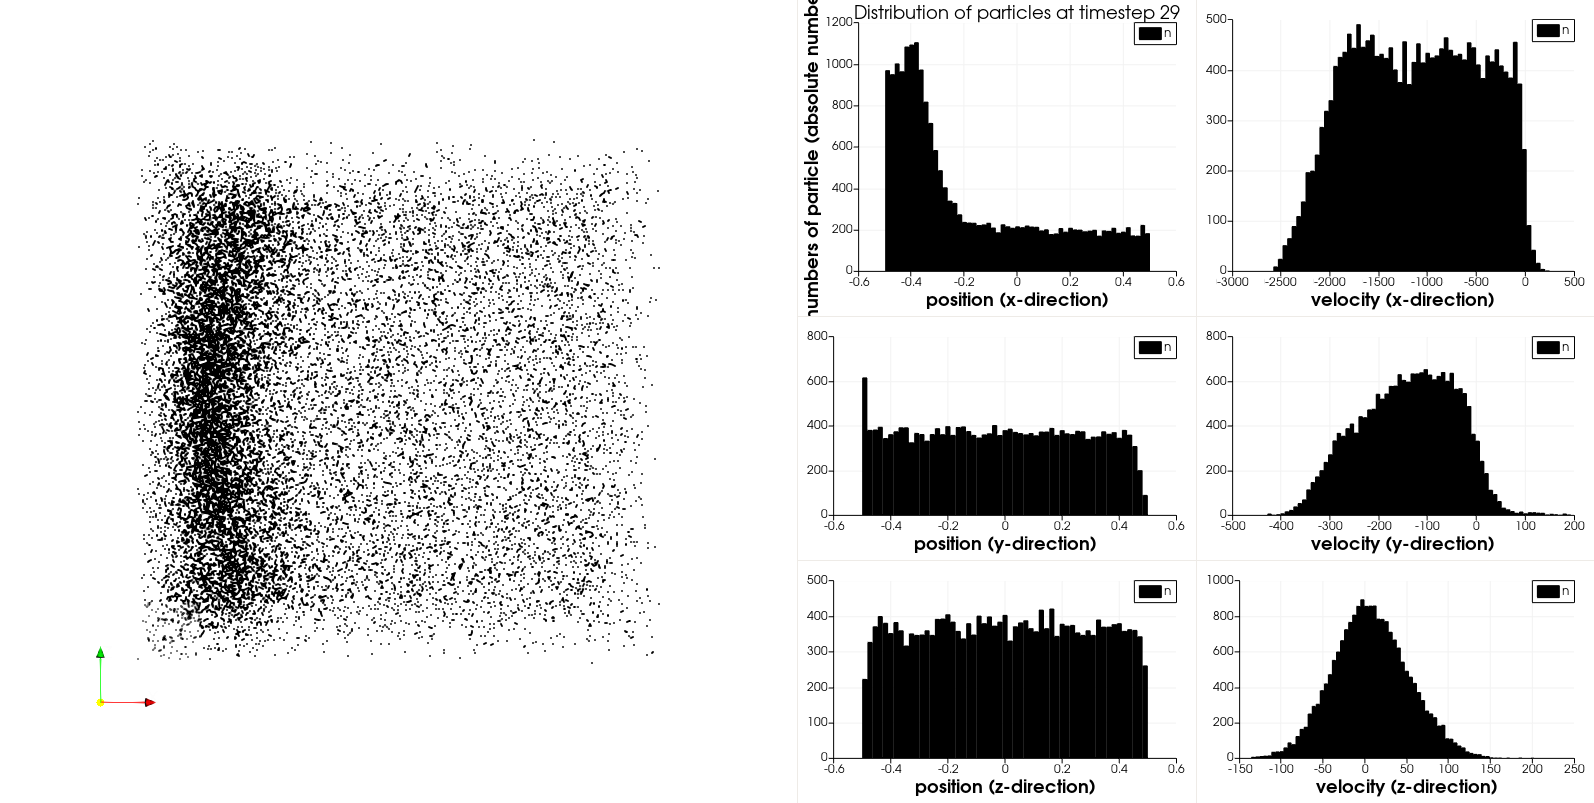 Distribution of particles at timestep 29
numbers of particle (absolute numbe
n
1200
1000
800
600
400
200
0
-0.6 -0.4 -0.2 0 0.2 0.4 0.6
position (x-direction)
n
500
400
300
200
100
0
-3000 -2500 -2000 -1500 -1000 -500 0 500
velocity (x-direction)
n
800
600
400
200
0
-0.6 -0.4 -0.2 0 0.2 0.4 0.6
position (y-direction)
n
800
600
400
200
0
-500 -400 -300 -200 -100 0 100 200
velocity (y-direction)
n
500
400
300
200
100
0
-0.6 -0.4 -0.2 0 0.2 0.4 0.6
position (z-direction)
n
1000
800
600
400
200
0
-150 -100 -50 0 50 100 150 200 250
velocity (z-direction)